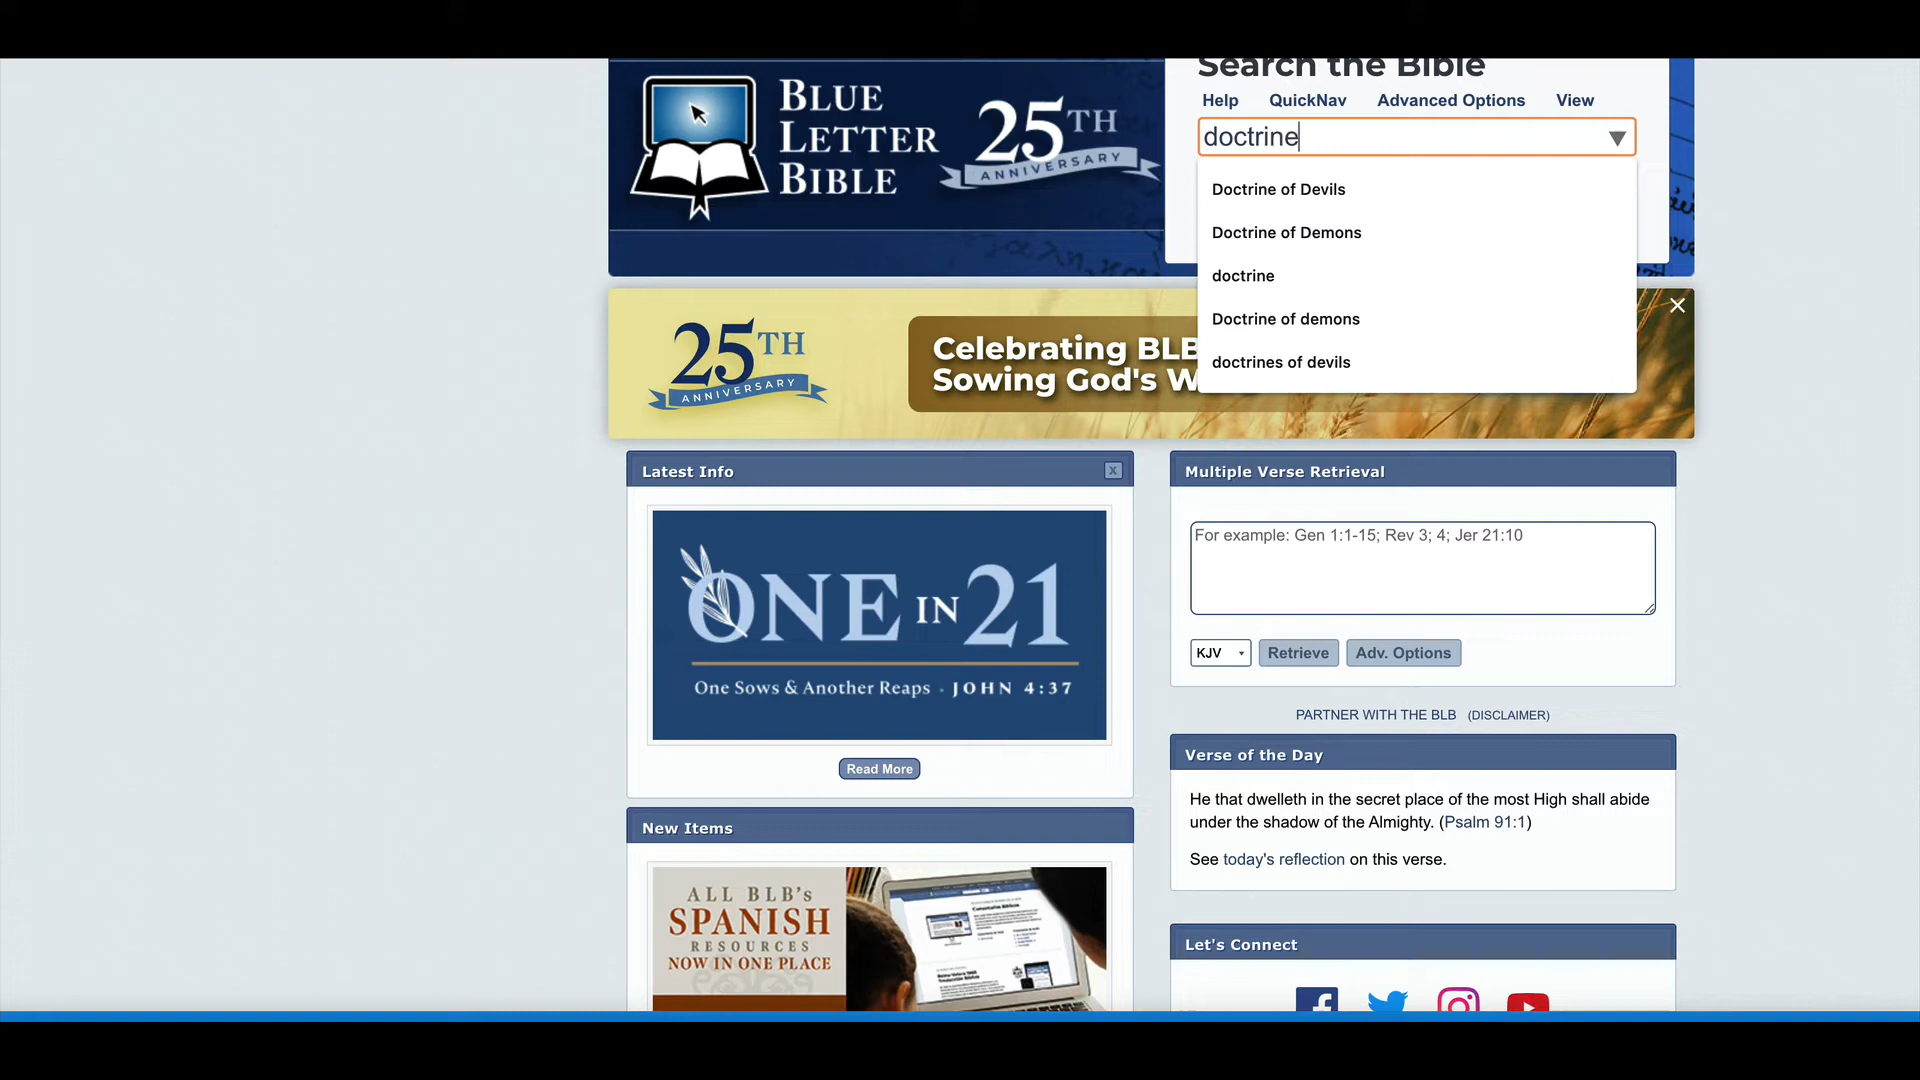 Search the Bible
Help QuickNav Advanced Options View
doctrine
Doctrine of Devils
Doctrine of Demons
doctrine
Doctrine of demons
doctrines of devils
BLUE
LETTER
BIBLE
25TH
ANNIVERSARY
25TH
ANNIVERSARY
Celebrating BLB
Sowing God's W
Latest Info
x
ONE IN 21
One Sows & Another Reaps · JOHN 4:37
Read More
New Items
ALL BLB's
SPANISH
RESOURCES
NOW IN ONE PLACE
Multiple Verse Retrieval
For example: Gen 1:1-15; Rev 3; 4; Jer 21:10
KJV Retrieve Adv. Options
PARTNER WITH THE BLB (DISCLAIMER)
Verse of the Day
He that dwelleth in the secret place of the most High shall abide
under the shadow of the Almighty. (Psalm 91:1)
See today's reflection on this verse.
Let's Connect